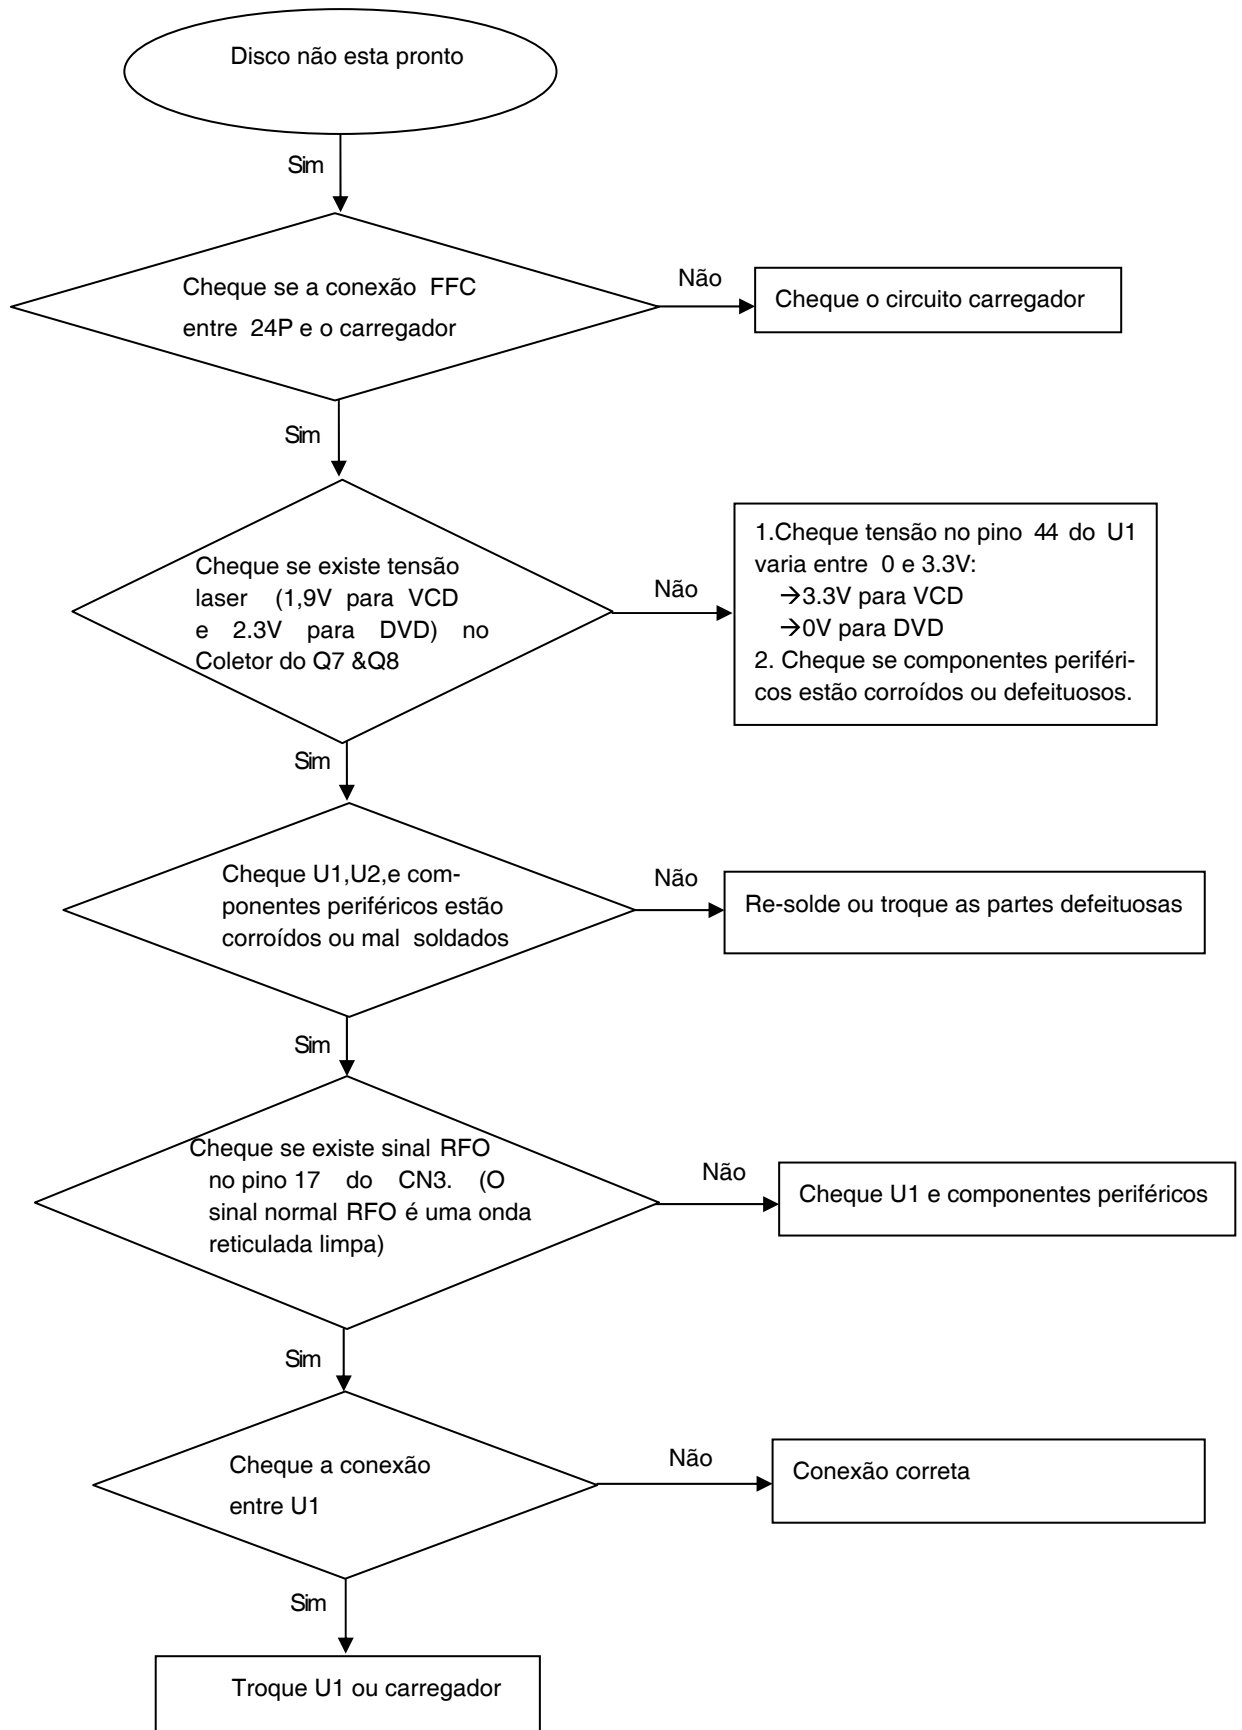 Disco não esta pronto
Sim
Cheque se a conexão FFC
entre 24P e o carregador
Não
Cheque o circuito carregador
Sim
Cheque se existe tensão
laser (1,9V para VCD
e 2.3V para DVD) no
Coletor do Q7 &Q8
Não
1.Cheque tensão no pino 44 do U1
varia entre 0 e 3.3V:
→3.3V para VCD
→0V para DVD
2. Cheque se componentes periféri-
cos estão corroídos ou defeituosos.
Sim
Cheque U1,U2,e com-
ponentes periféricos estão
corroídos ou mal soldados
Não
Re-solde ou troque as partes defeituosas
Sim
Cheque se existe sinal RFO
no pino 17 do CN3. (O
sinal normal RFO é uma onda
reticulada limpa)
Não
Cheque U1 e componentes periféricos
Sim
Cheque a conexão
entre U1
Não
Conexão correta
Sim
Troque U1 ou carregador